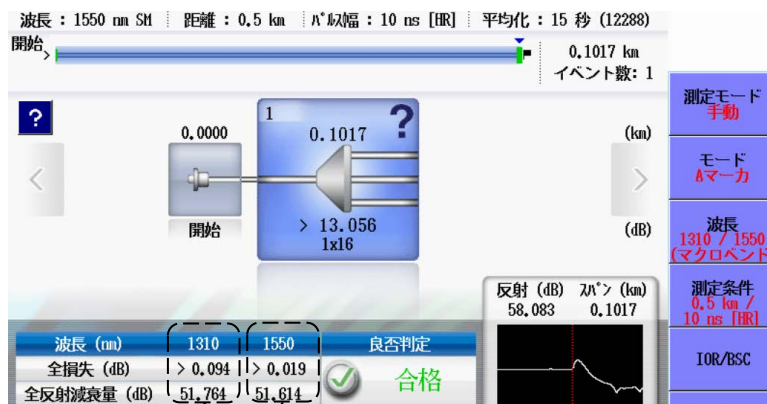 波長 : 1550 nm SM 距離 : 0.5 km ﾊﾟﾙｽ幅 : 10 ns [HR] 平均化 : 15 秒 (12288)
開始
0.1017 km
イベント数: 1
?
0.0000
1
0.1017
?
(km)
開始
> 13.056
1x16
(dB)
反射 (dB) ｽﾊﾟﾝ (km)
58.083 0.1017
波長 (nm) 1310 1550 良否判定
全損失 (dB) > 0.094 > 0.019
全反射減衰量 (dB) 51.764 51.614
合格
測定モード
手動
モード
Aマーカ
波長
1310 / 1550
(マクロベンド
測定条件
0.5 km /
10 ns [HR]
IOR/BSC